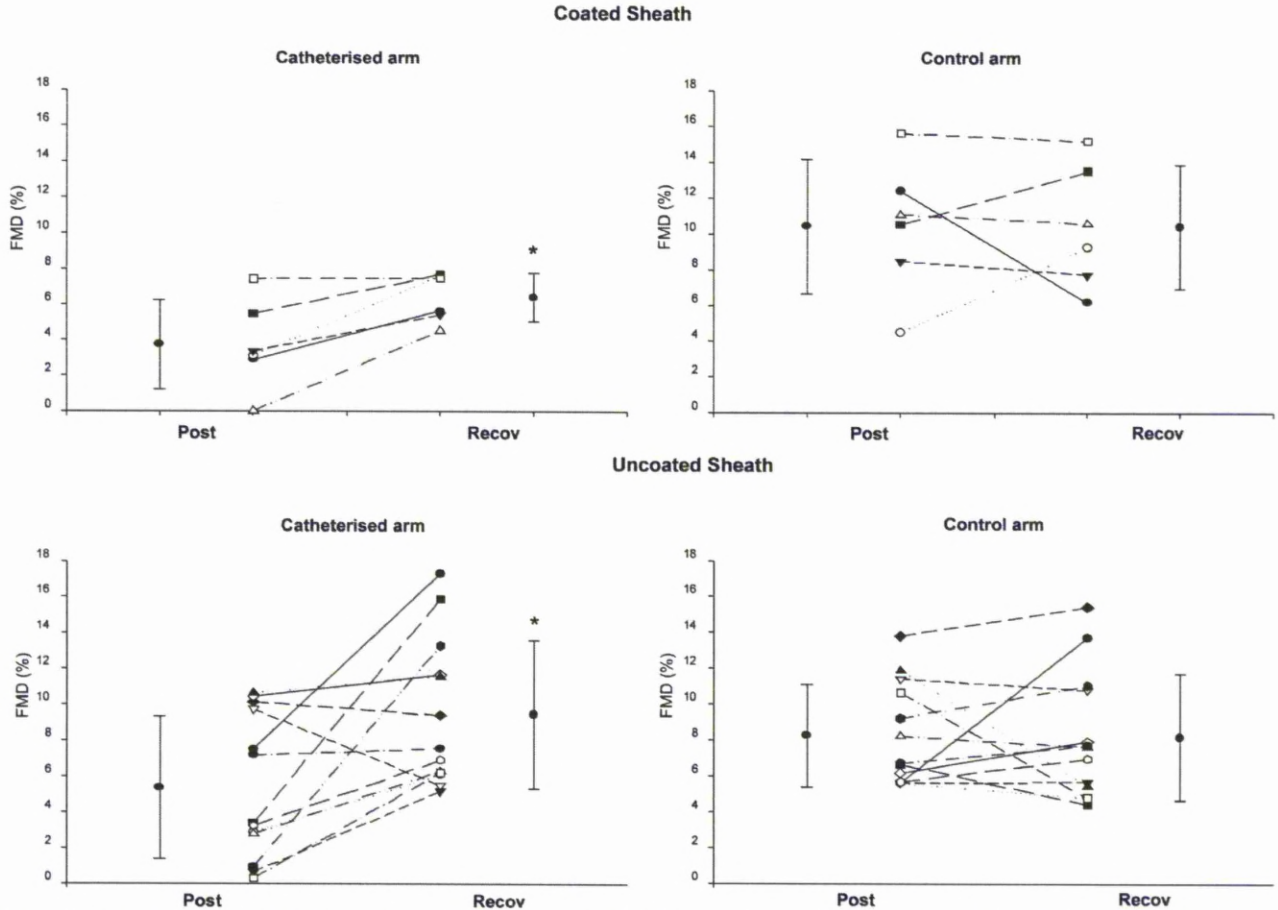 Coated Sheath
Catheterised arm
Control arm
18
16
14
12
10
8
6
4
2
0
FMD (%)
*
Post
Recov
18
16
14
12
10
8
6
4
2
0
FMD (%)
Post
Recov
Uncoated Sheath
Catheterised arm
Control arm
18
16
14
12
10
8
6
4
2
0
FMD (%)
*
Post
Recov
18
16
14
12
10
8
6
4
2
0
FMD (%)
Post
Recov